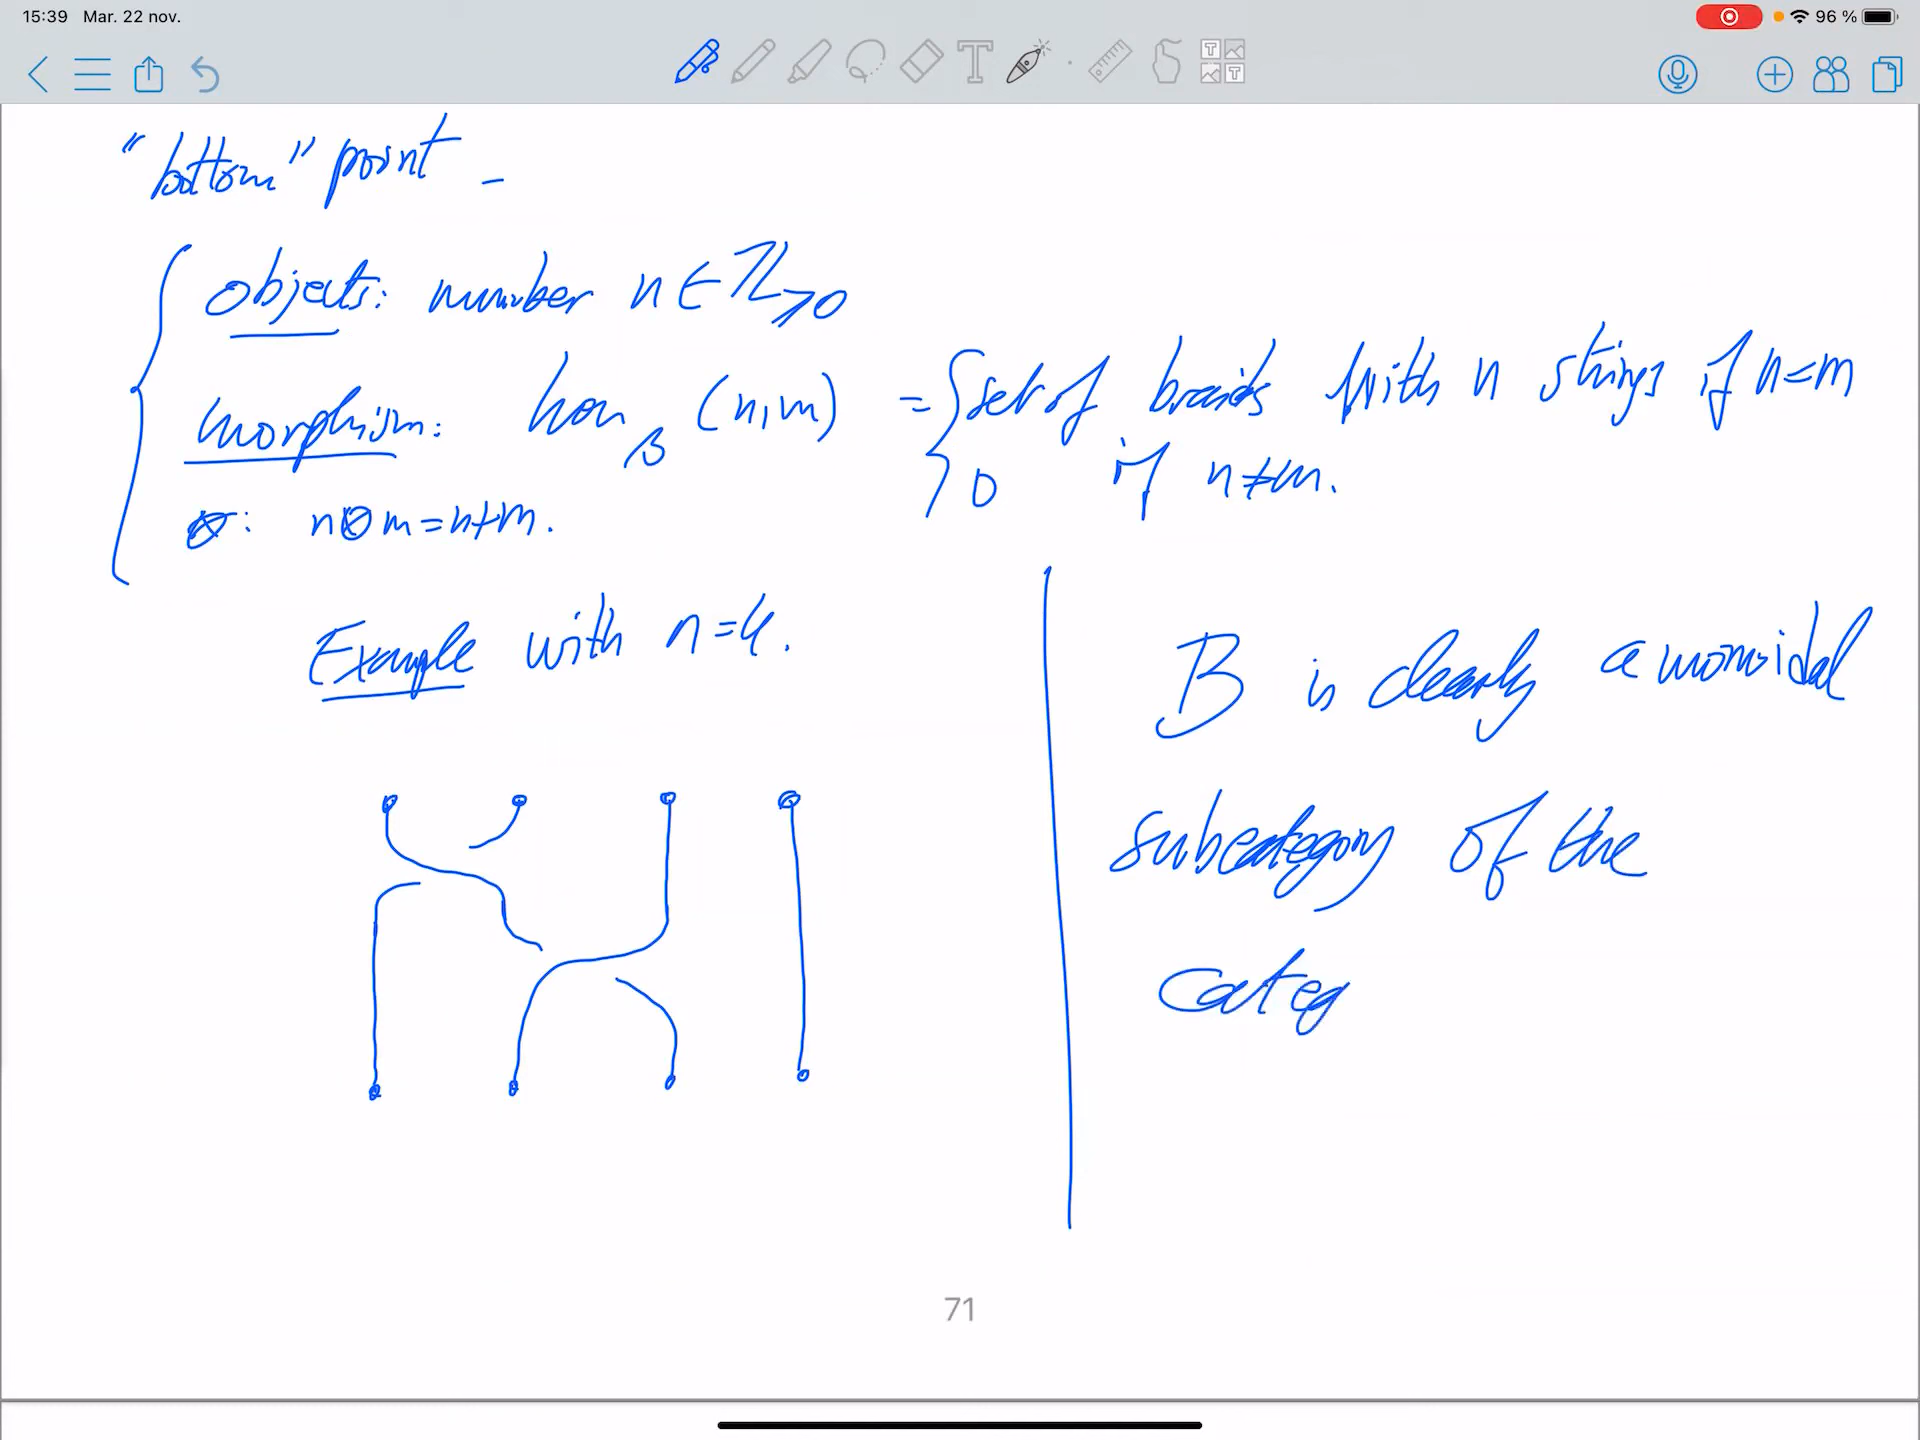 15:39 Mar. 22 nov. 96 %
"bottom" point -
objects: number n ∈ ℤ≥0
morphism: hom_B (n,m) = { set of braids with n strings if n=m
0 if n≠m.
⊗: n⊗m=n+m.
Example with n=4.
B is clearly a monoidal
subcategory of the
categ
71